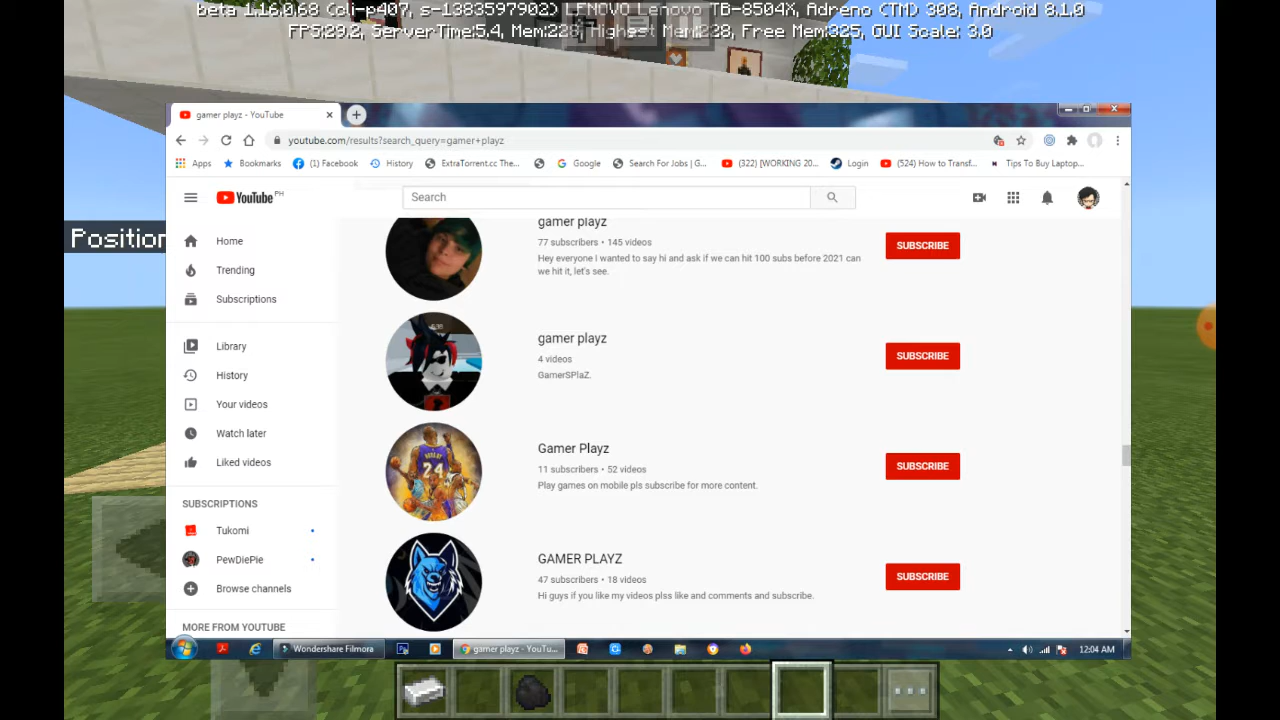 beta 1.16.0.68 (Coli-p407, s-1383597902) LENOVO Lenovo TB-8504X, Adreno (TM) 308, Android 8.1.0
FPS:29.2, ServerTime:5.4, Mem:228, Highest Mem:228, Free Mem:325, GUI Scale: 3.0
gamer playz - YouTube
youtube.com/results?search_query=gamer+playz
Apps Bookmarks (1) Facebook History ExtraTorrent.cc The... Google Search For Jobs | G... (322) [WORKING 20... Login (524) How to Transf... Tips To Buy Laptop...
YouTube PH
Search
Position
Home
Trending
Subscriptions
Library
History
Your videos
Watch later
Liked videos
SUBSCRIPTIONS
Tukomi
PewDiePie
Browse channels
MORE FROM YOUTUBE
gamer playz
77 subscribers • 145 videos
Hey everyone I wanted to say hi and ask if we can hit 100 subs before 2021 can
we hit it, let's see.
SUBSCRIBE
gamer playz
4 videos
GamerSPlaZ.
SUBSCRIBE
24
Gamer Playz
11 subscribers • 52 videos
Play games on mobile pls subscribe for more content.
SUBSCRIBE
GAMER PLAYZ
47 subscribers • 18 videos
Hi guys if you like my videos plss like and comments and subscribe.
SUBSCRIBE
Wondershare Filmora
gamer playz - YouTu...
12:04 AM